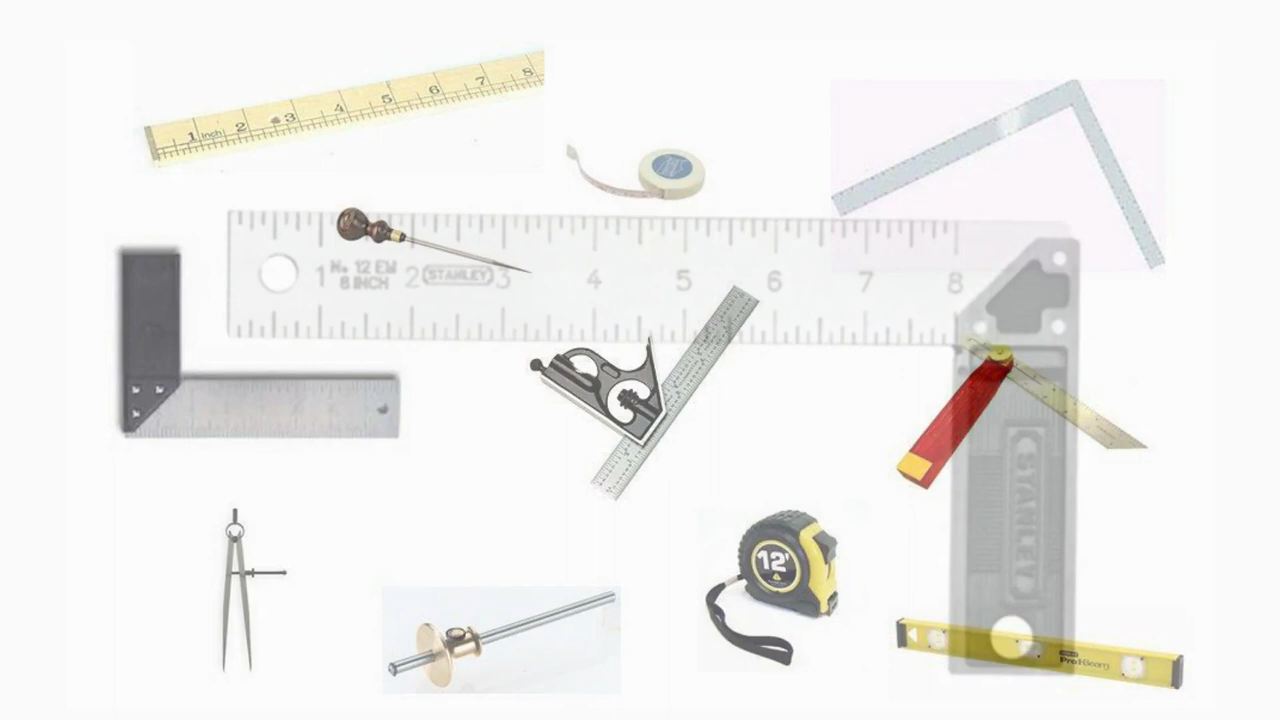 1 Inch 2 3 4 5 6 7 8
1 2 3 4 5 6 7 8
No 12 EM
8 INCH
STANLEY
STANLEY
12'